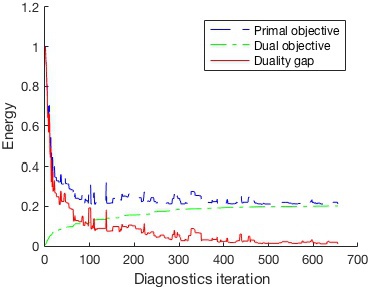 1.2
1
0.8
0.6
0.4
0.2
0
Energy
Primal objective
Dual objective
Duality gap
0 100 200 300 400 500 600 700
Diagnostics iteration